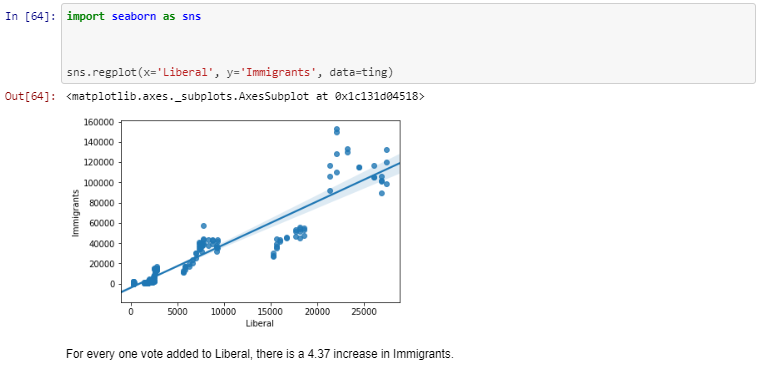 In [64]: import seaborn as sns
sns.regplot(x='Liberal', y='Immigrants', data=ting)
Out[64]: <matplotlib.axes._subplots.AxesSubplot at 0x1c131d04518>
160000
140000
120000
100000
80000
60000
40000
20000
0
Immigrants
0 5000 10000 15000 20000 25000
Liberal
For every one vote added to Liberal, there is a 4.37 increase in Immigrants.